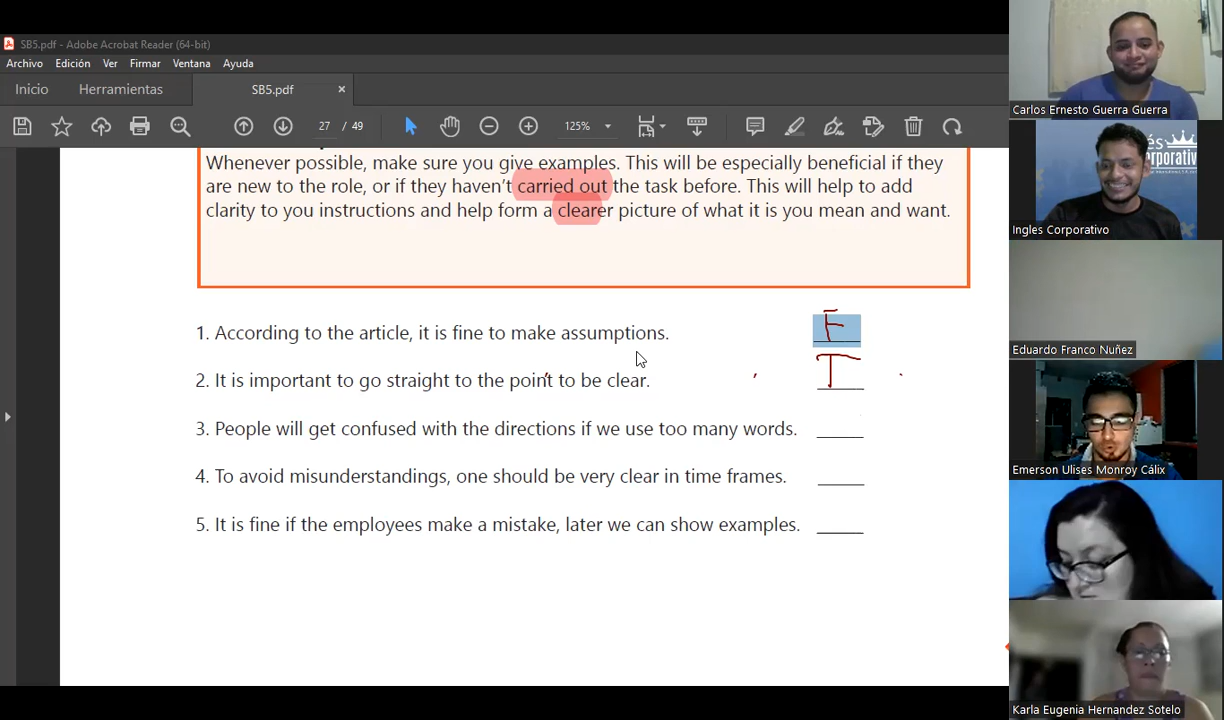 SB5.pdf - Adobe Acrobat Reader (64-bit)
Archivo Edición Ver Firmar Ventana Ayuda
Inicio Herramientas SB5.pdf ×
27 / 49 125%
Whenever possible, make sure you give examples. This will be especially beneficial if they
are new to the role, or if they haven't carried out the task before. This will help to add
clarity to you instructions and help form a clearer picture of what it is you mean and want.
1. According to the article, it is fine to make assumptions. F
2. It is important to go straight to the point to be clear. T
3. People will get confused with the directions if we use too many words. ____
4. To avoid misunderstandings, one should be very clear in time frames. ____
5. It is fine if the employees make a mistake, later we can show examples. ____
Carlos Ernesto Guerra Guerra
Ingles Corporativo
Eduardo Franco Nuñez
Emerson Ulises Monroy Cálix
Karla Eugenia Hernandez Sotelo